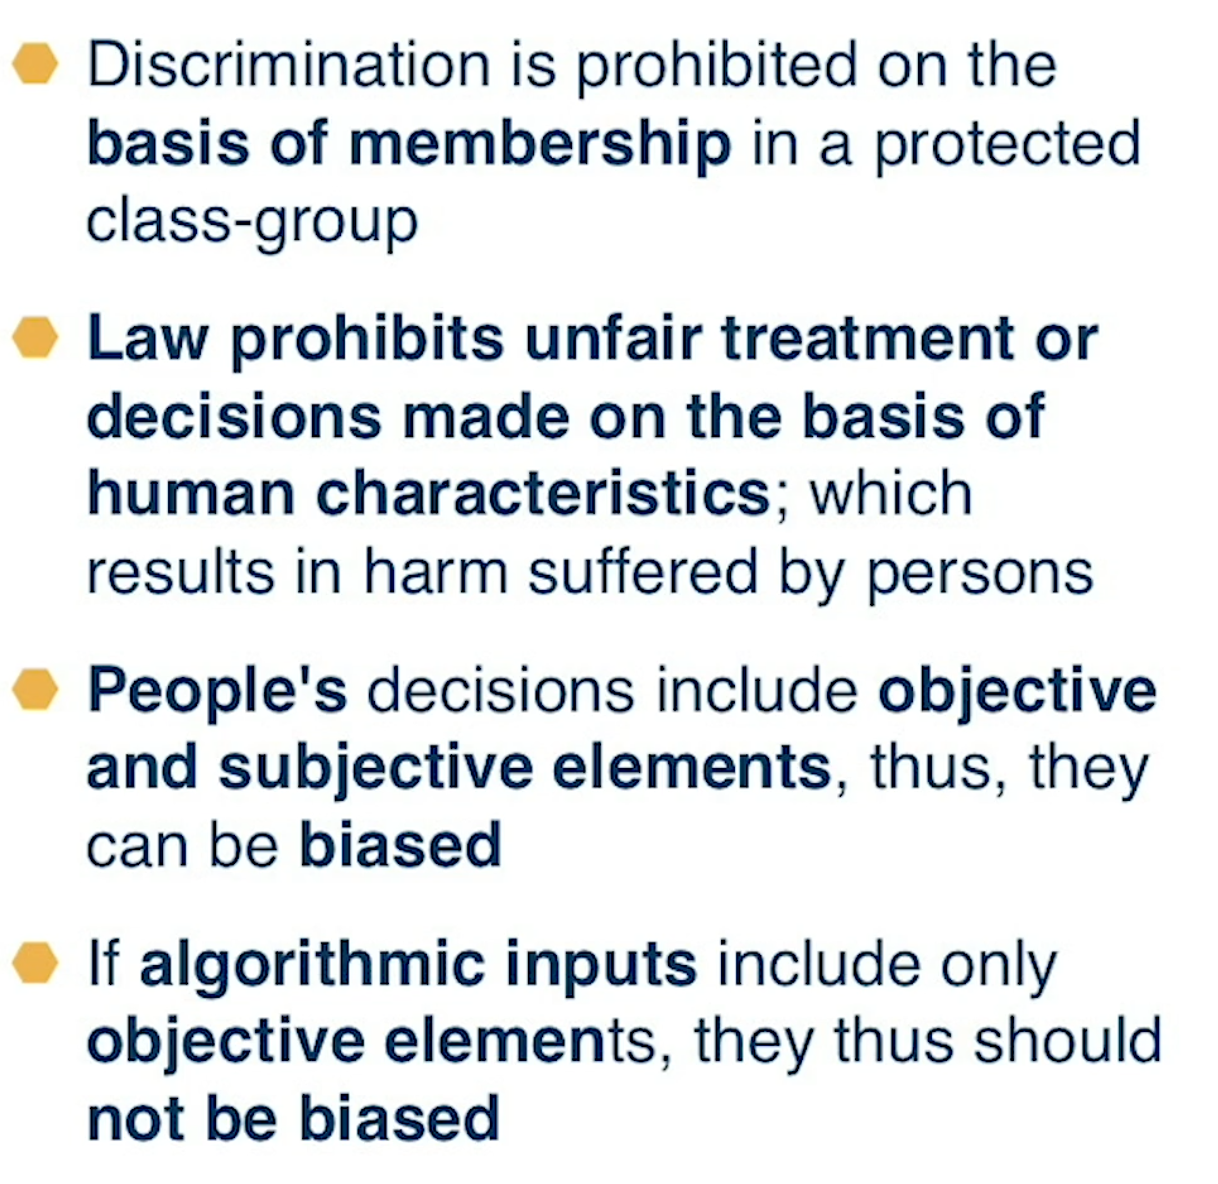 Discrimination is prohibited on the
basis of membership in a protected
class-group
Law prohibits unfair treatment or
decisions made on the basis of
human characteristics; which
results in harm suffered by persons
People's decisions include objective
and subjective elements, thus, they
can be biased
If algorithmic inputs include only
objective elements, they thus should
not be biased